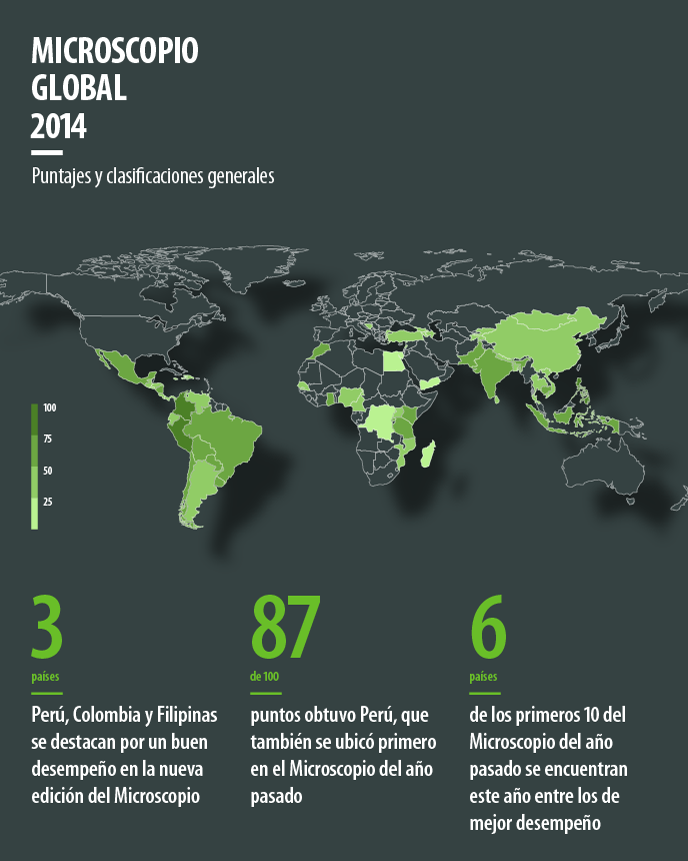 MICROSCOPIO
GLOBAL
2014
Puntajes y clasificaciones generales
100
75
50
25
3
países
Perú, Colombia y Filipinas
se destacan por un buen
desempeño en la nueva
edición del Microscopio
87
de 100
puntos obtuvo Perú, que
también se ubicó primero
en el Microscopio del año
pasado
6
países
de los primeros 10 del
Microscopio del año
pasado se encuentran
este año entre los de
mejor desempeño